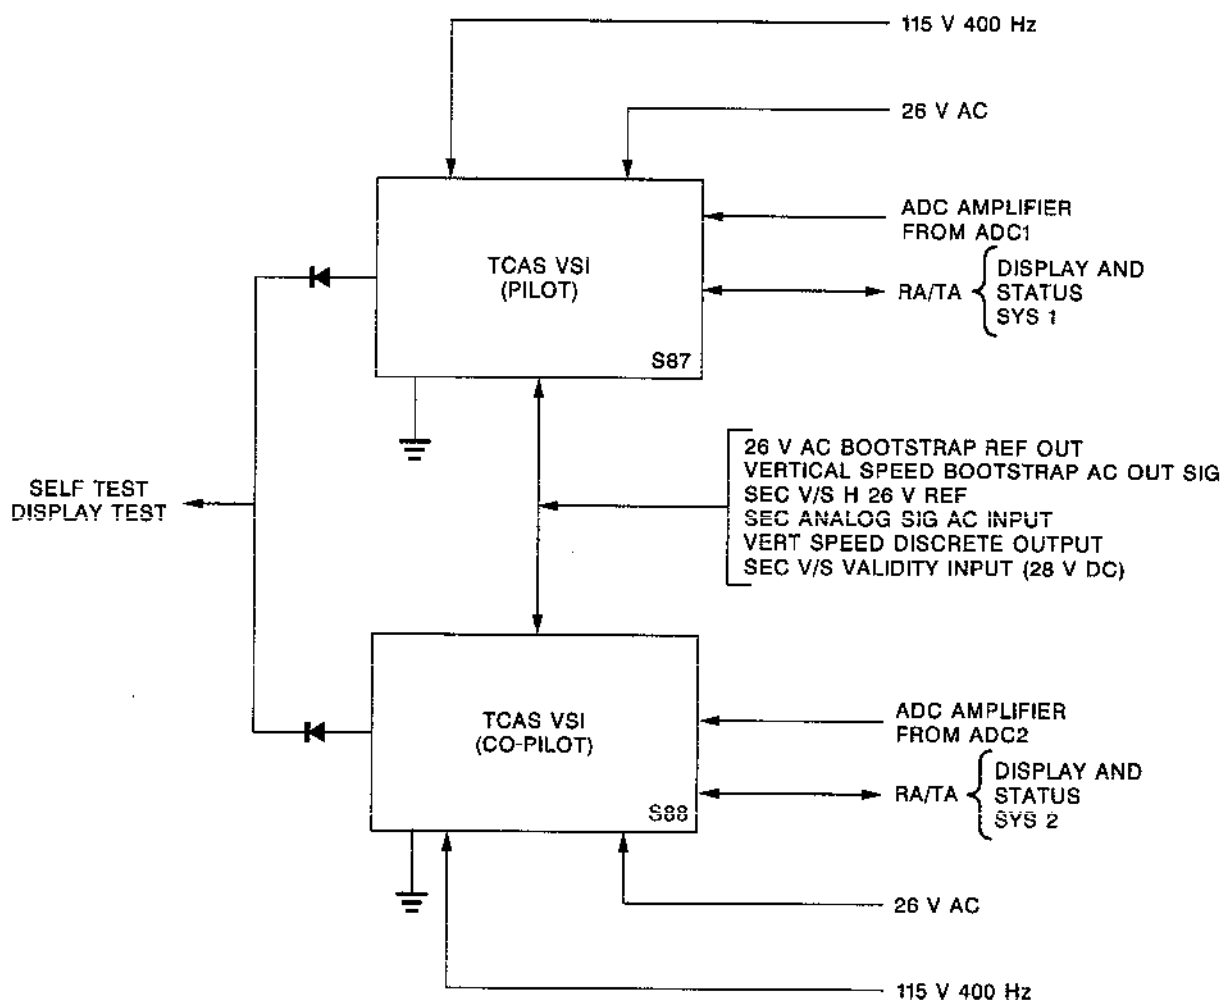 115 V 400 Hz
26 V AC
ADC AMPLIFIER
FROM ADC1
TCAS VSI
(PILOT)
RA/TA
DISPLAY AND
STATUS
SYS 1
S87
26 V AC BOOTSTRAP REF OUT
VERTICAL SPEED BOOTSTRAP AC OUT SIG
SEC V/S H 26 V REF
SEC ANALOG SIG AC INPUT
VERT SPEED DISCRETE OUTPUT
SEC V/S VALIDITY INPUT (28 V DC)
SELF TEST
DISPLAY TEST
TCAS VSI
(CO-PILOT)
ADC AMPLIFIER
FROM ADC2
RA/TA
DISPLAY AND
STATUS
SYS 2
S88
26 V AC
115 V 400 Hz